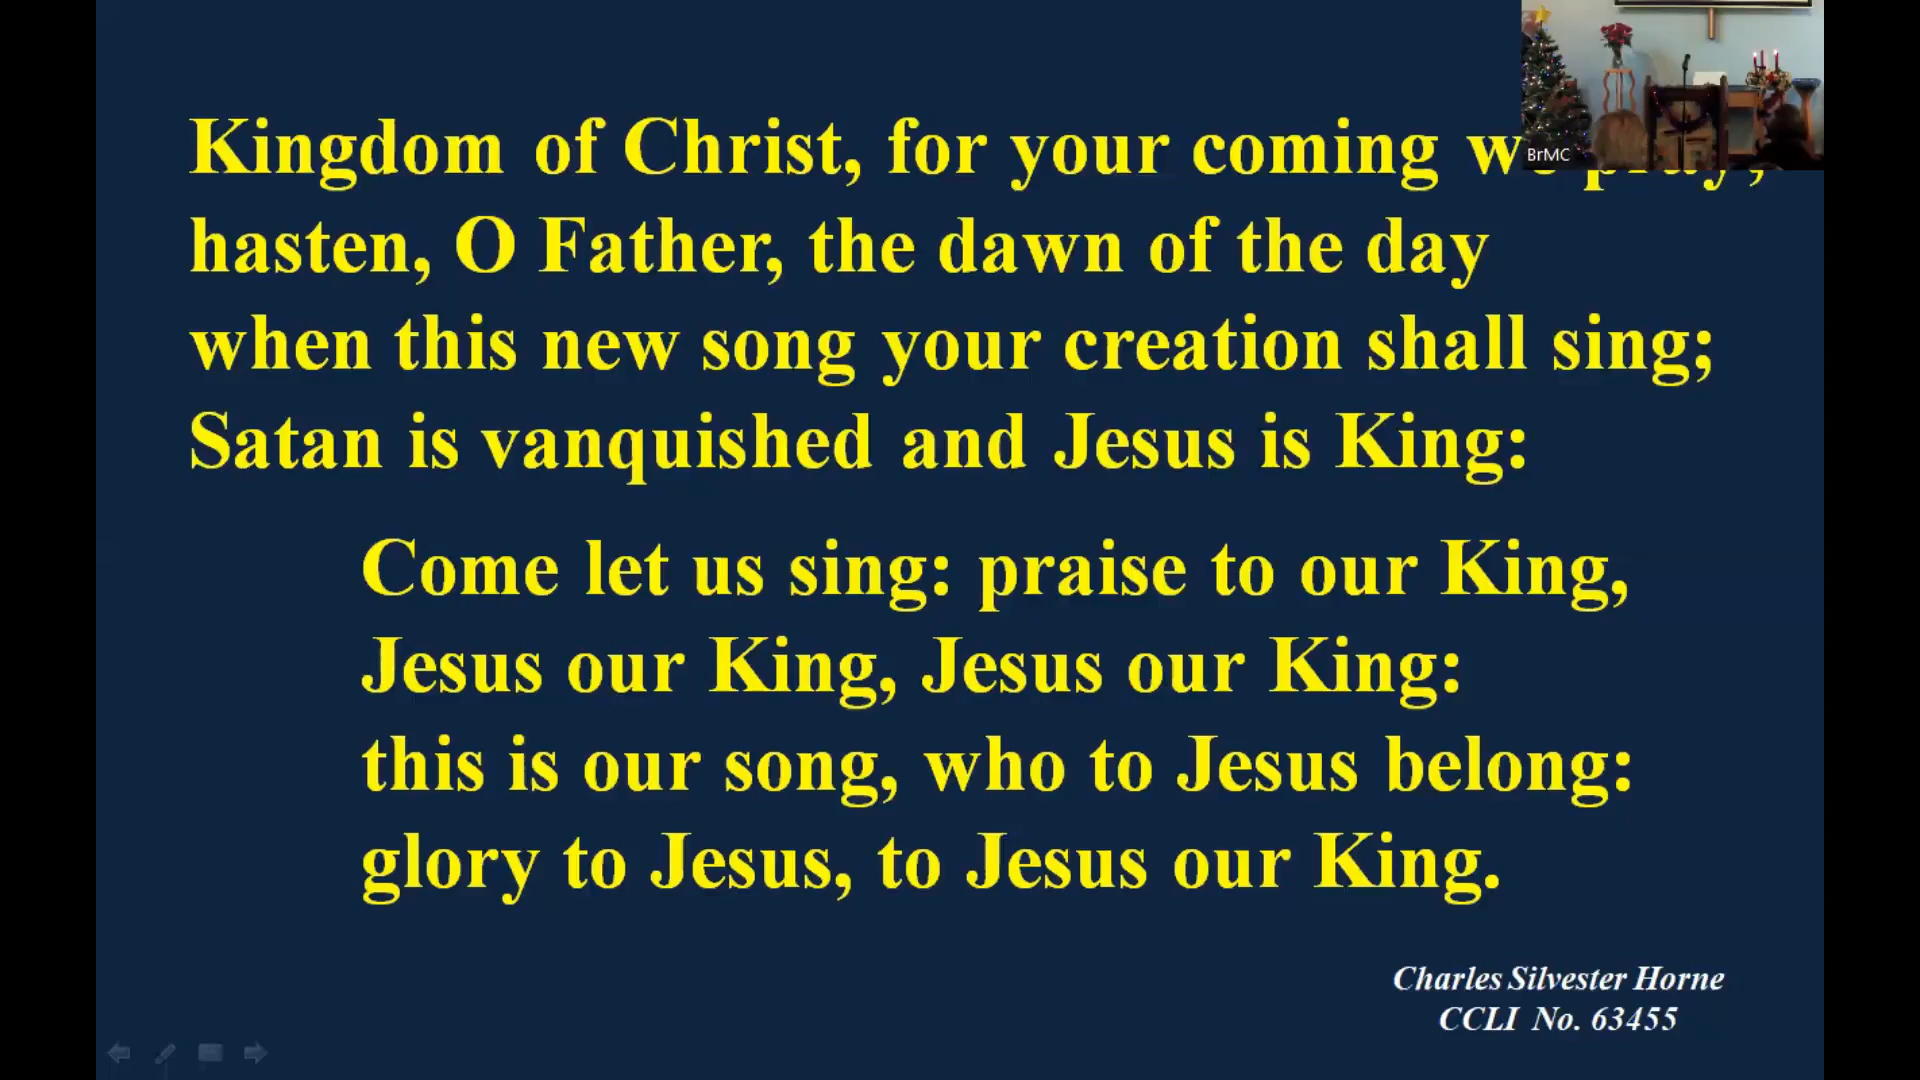 Kingdom of Christ, for your coming we pray,
hasten, O Father, the dawn of the day
when this new song your creation shall sing;
Satan is vanquished and Jesus is King:
Come let us sing: praise to our King,
Jesus our King, Jesus our King:
this is our song, who to Jesus belong:
glory to Jesus, to Jesus our King.
Charles Silvester Horne
CCLI No. 63455
BrMC